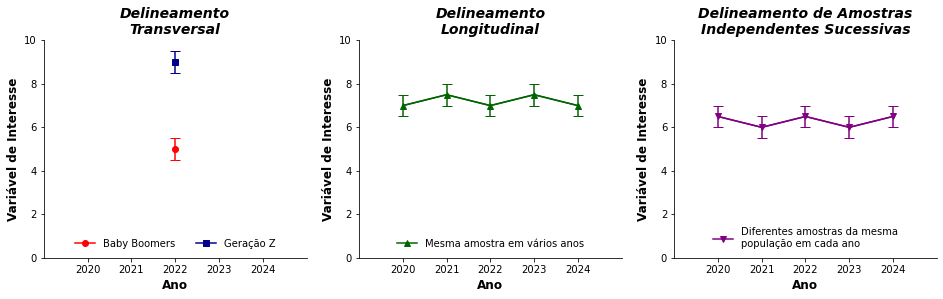 Delineamento
Transversal
Variável de Interesse
10
8
6
4
2
0
Baby Boomers
Geração Z
2020 2021 2022 2023 2024
Ano
Delineamento
Longitudinal
Variável de Interesse
10
8
6
4
2
0
Mesma amostra em vários anos
2020 2021 2022 2023 2024
Ano
Delineamento de Amostras
Independentes Sucessivas
Variável de Interesse
10
8
6
4
2
0
Diferentes amostras da mesma
população em cada ano
2020 2021 2022 2023 2024
Ano